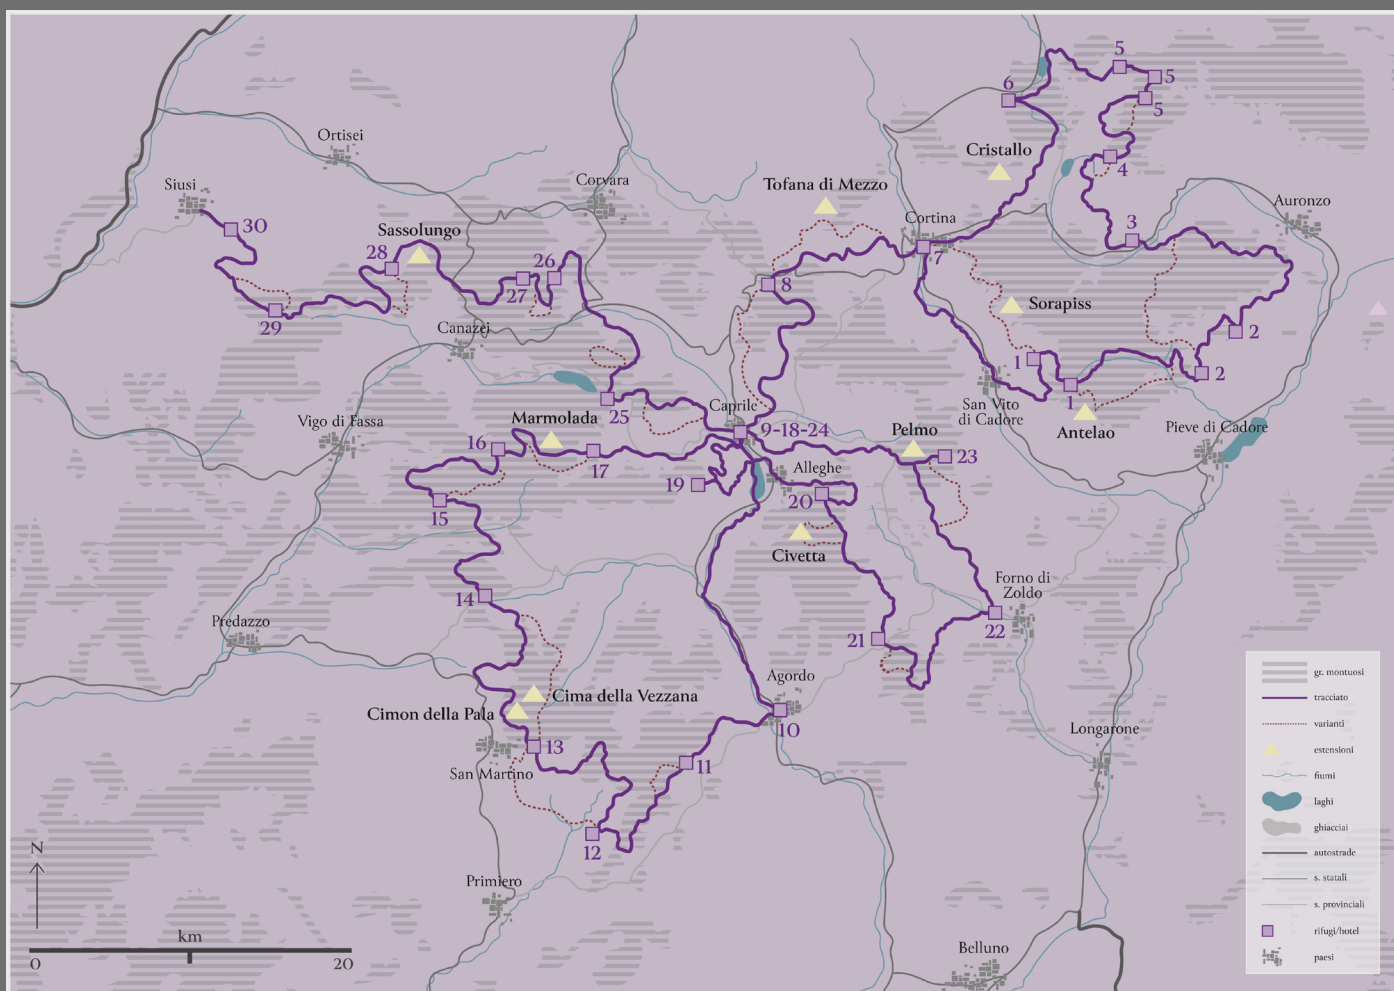 5
5
6
5
Ortisei
Cristallo
Corvara
4
Siusi
Tofana di Mezzo
Auronzo
Cortina
30
Sassolungo
3
7
28
26
8
27
Sorapiss
29
Canazei
2
1
2
1
Caprile
San Vito
di Cadore
25
Marmolada
Vigo di Fassa
Antelao
Pieve di Cadore
9-18-24
Pelmo
16
17
23
Alleghe
19
20
15
Civetta
Forno di
Zoldo
14
Predazzo
22
21
Agordo
Cima della Vezzana
Cimon della Pala
10
Longarone
13
San Martino
11
12
Primiero
Belluno
N
km
0
20
gr. montuosi
tracciato
varianti
estensioni
fiumi
laghi
ghiacciai
autostrade
s. statali
s. provinciali
rifugi/hotel
paesi